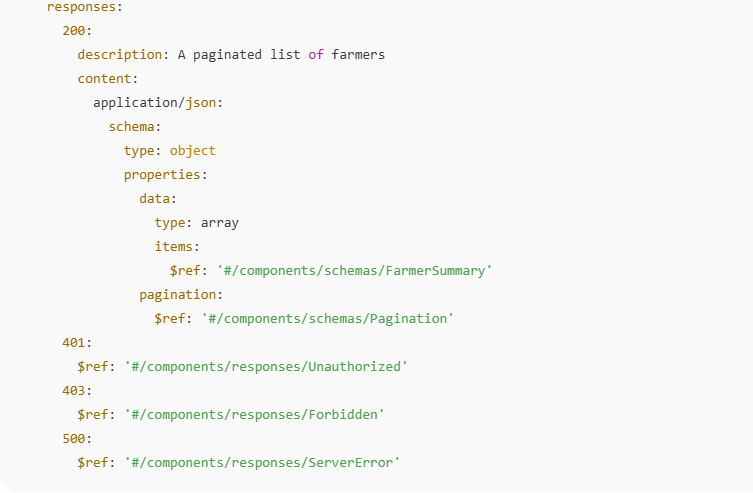 responses:
  200:
    description: A paginated list of farmers
    content:
      application/json:
        schema:
          type: object
          properties:
            data:
              type: array
              items:
                $ref: '#/components/schemas/FarmerSummary'
            pagination:
              $ref: '#/components/schemas/Pagination'
  401:
    $ref: '#/components/responses/Unauthorized'
  403:
    $ref: '#/components/responses/Forbidden'
  500:
    $ref: '#/components/responses/ServerError'